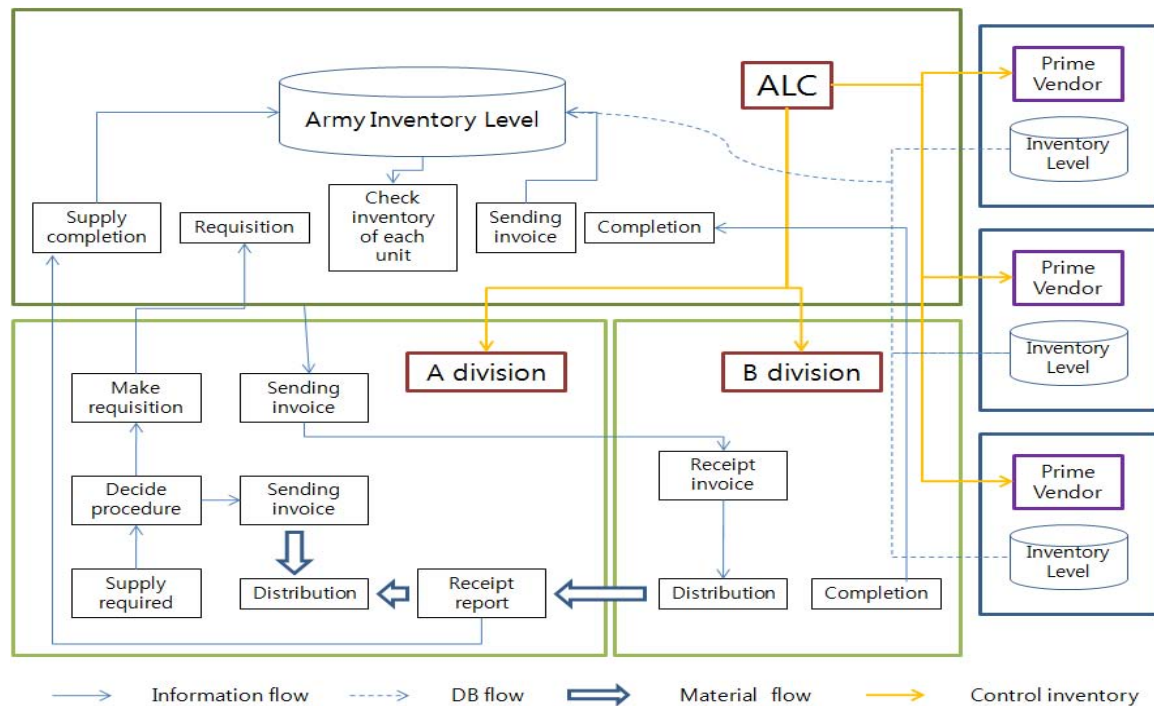 ALC
Army Inventory Level
Supply
completion
Requisition
Check
inventory
of each
unit
Sending
invoice
Completion
Prime
Vendor
Inventory
Level
Prime
Vendor
Inventory
Level
Prime
Vendor
Inventory
Level
A division
Make
requisition
Sending
invoice
Decide
procedure
Sending
invoice
Supply
required
Distribution
Receipt
report
B division
Receipt
invoice
Distribution
Completion
Information flow
DB flow
Material flow
Control inventory